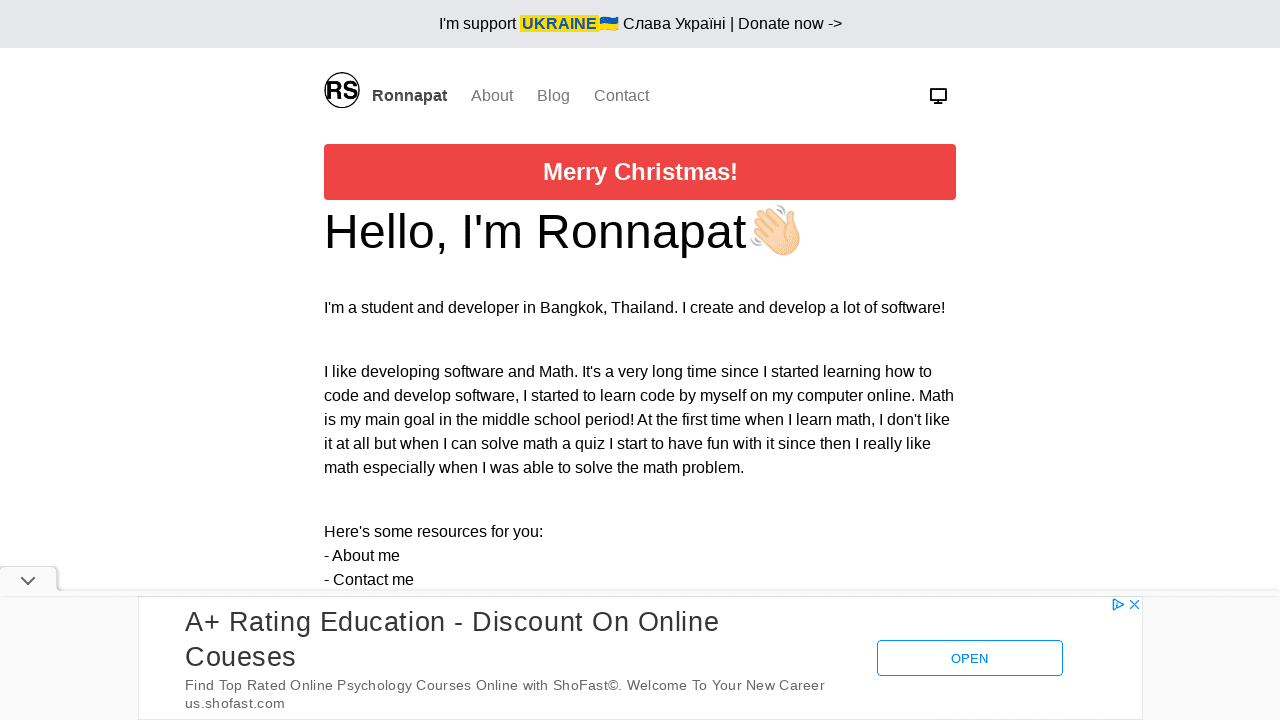 I'm support UKRAINE🇺🇦 Слава Україні | Donate now ->
RS Ronnapat About Blog Contact
Merry Christmas!
Hello, I'm Ronnapat👋🏻
I'm a student and developer in Bangkok, Thailand. I create and develop a lot of software!
I like developing software and Math. It's a very long time since I started learning how to
code and develop software, I started to learn code by myself on my computer online. Math
is my main goal in the middle school period! At the first time when I learn math, I don't like
it at all but when I can solve math a quiz I start to have fun with it since then I really like
math especially when I was able to solve the math problem.
Here's some resources for you:
- About me
- Contact me
A+ Rating Education - Discount On Online
Coueses
Find Top Rated Online Psychology Courses Online with ShoFast©. Welcome To Your New Career
us.shofast.com
OPEN